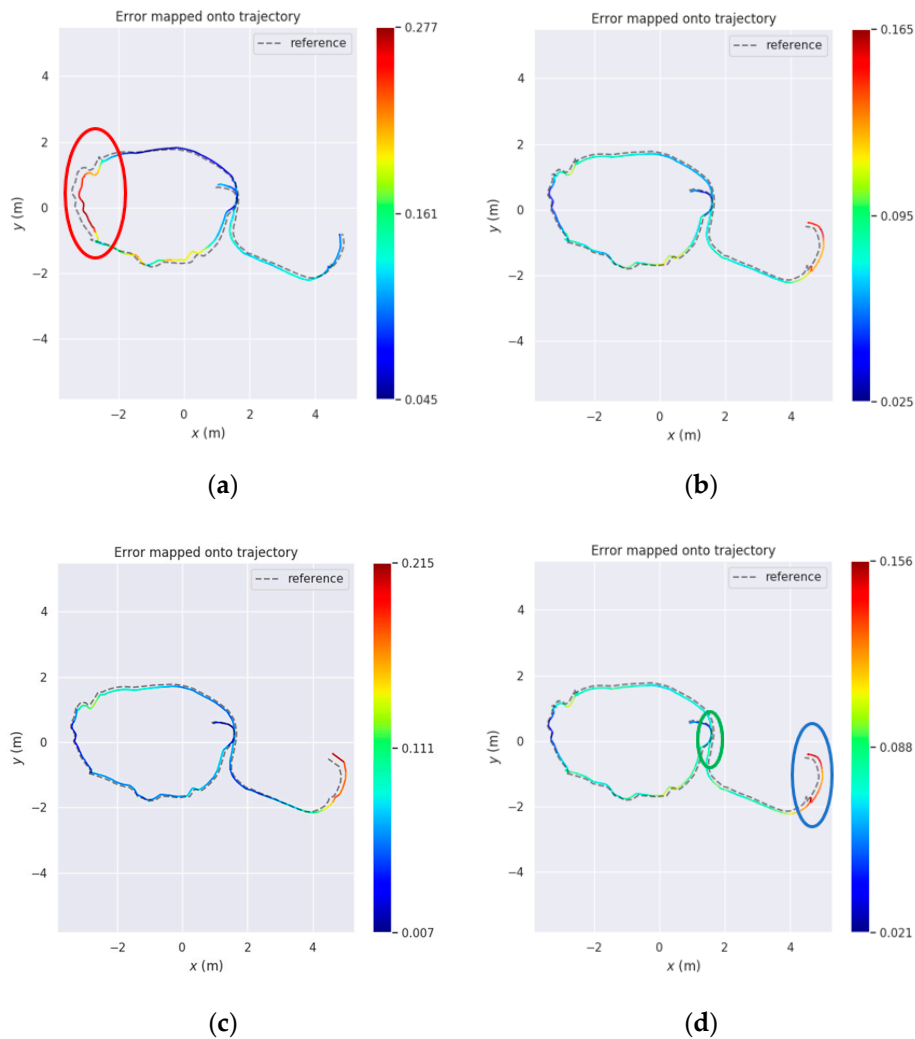 Error mapped onto trajectory
Error mapped onto trajectory
reference
0.277
reference
0.165
4
4
2
2
y (m)
0
0.161
y (m)
0
0.095
−2
−2
−4
−4
0.045
0.025
−2 0 2 4
−2 0 2 4
x (m)
x (m)
(a)
(b)
Error mapped onto trajectory
Error mapped onto trajectory
reference
0.215
reference
0.156
4
4
2
2
y (m)
0
0.111
y (m)
0
0.088
−2
−2
−4
−4
0.007
0.021
−2 0 2 4
−2 0 2 4
x (m)
x (m)
(c)
(d)